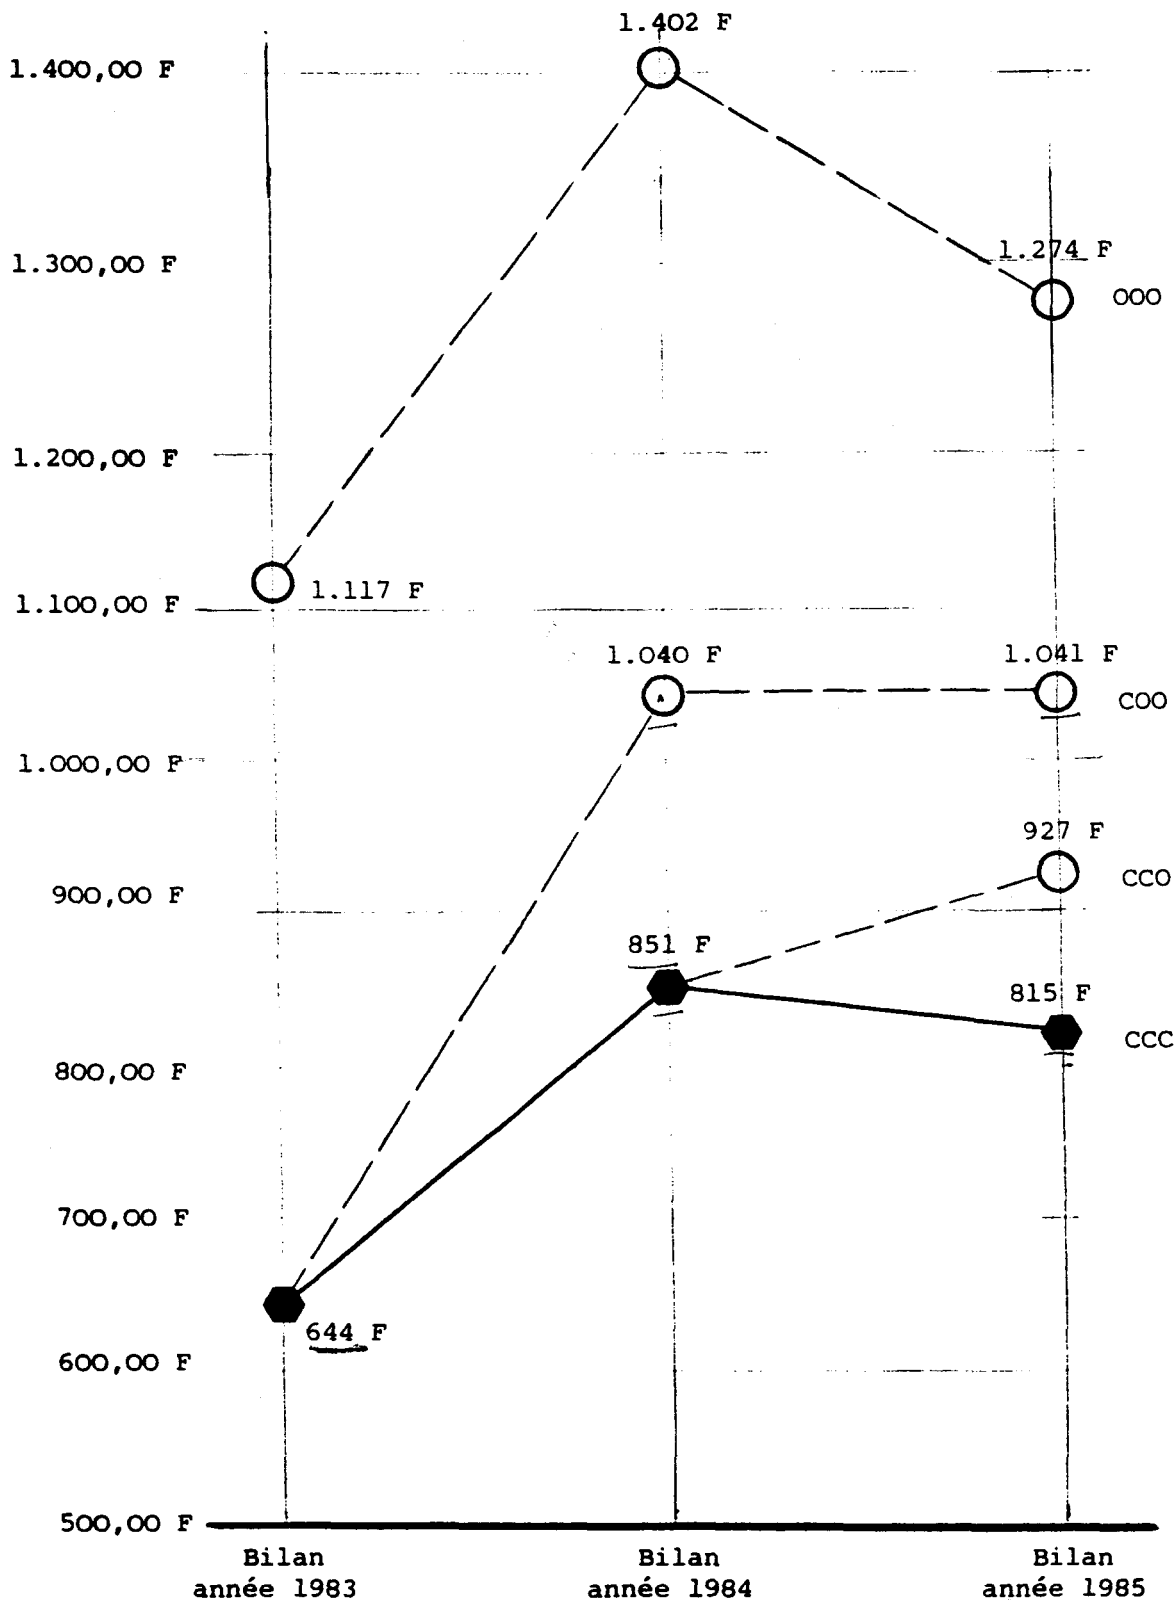 1.402 F
1.400,00 F
1.274 F
1.300,00 F
OOO
1.200,00 F
1.117 F
1.100,00 F
1.040 F
1.041 F
COO
1.000,00 F
927 F
CCO
900,00 F
851 F
815 F
CCC
800,00 F
700,00 F
644 F
600,00 F
500,00 F
Bilan
année 1983
Bilan
année 1984
Bilan
année 1985